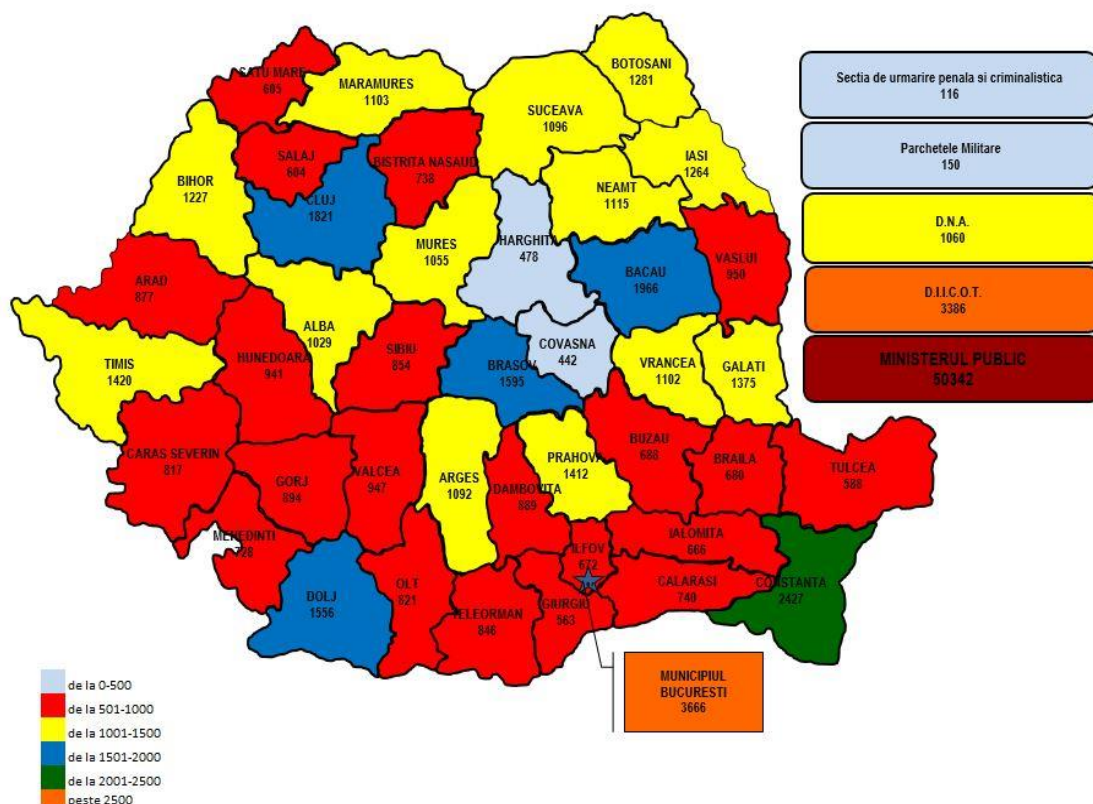 SATU MARE
605
MARAMURES
1103
SUCEAVA
1096
BOTOSANI
1281
SALAJ
604
BISTRITA NASAUD
738
IASI
1264
BIHOR
1227
CLUJ
1821
NEAMT
1115
MURES
1055
HARGHITA
478
BACAU
1966
VASLUI
950
ARAD
877
ALBA
1029
SIBIU
854
COVASNA
442
TIMIS
1420
HUNEDOARA
941
BRASOV
1595
VRANCEA
1102
GALATI
1375
CARAS SEVERIN
817
GORJ
894
VALCEA
947
ARGES
1092
DAMBOVITA
889
PRAHOVA
1412
BUZAU
688
BRAILA
680
TULCEA
588
MEHEDINTI
728
DOLJ
1556
OLT
821
TELEORMAN
846
GIURGIU
563
ILFOV
672
IALOMITA
666
CALARASI
740
CONSTANTA
2427
Sectia de urmarire penala si criminalistica
116
Parchetele Militare
150
D.N.A.
1060
D.I.I.C.O.T.
3386
MINISTERUL PUBLIC
50342
MUNICIPIUL
BUCURESTI
3666
de la 0-500
de la 501-1000
de la 1001-1500
de la 1501-2000
de la 2001-2500
peste 2500